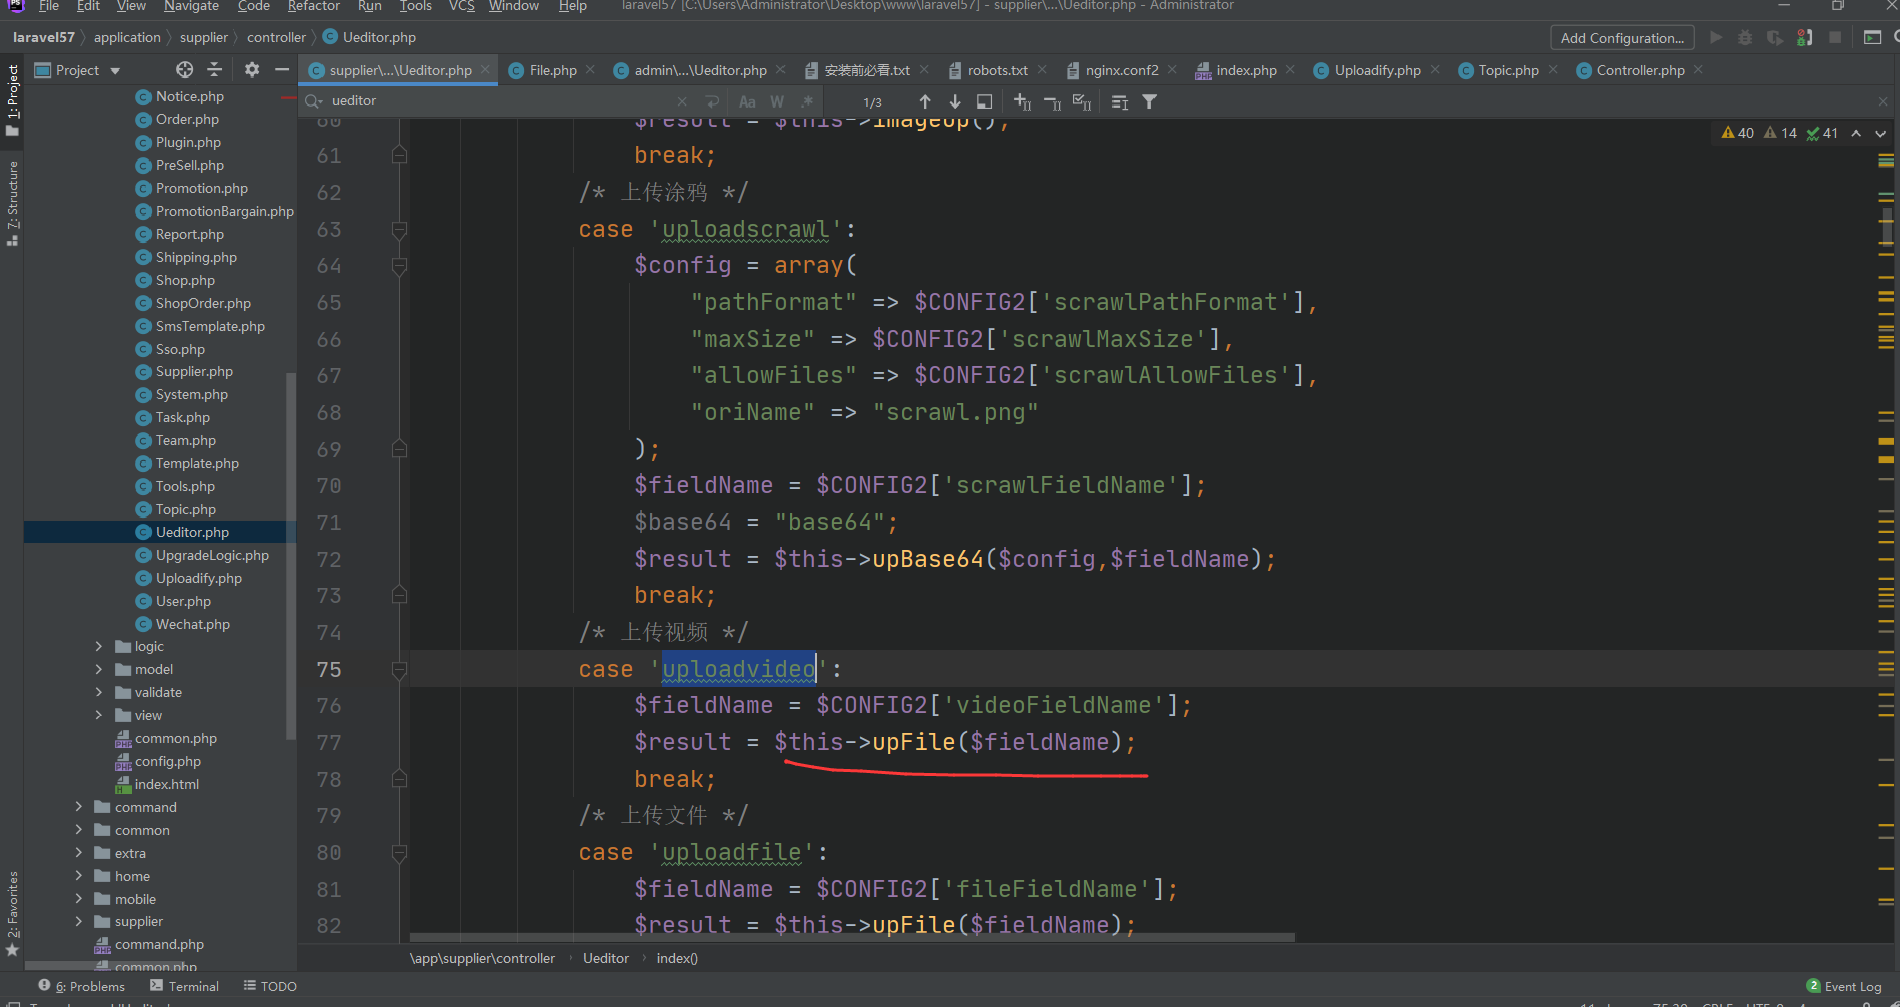 File Edit View Navigate Code Refactor Run Tools VCS Window Help laravel57 [C:\Users\Administrator\Desktop\www\laravel57] - supplier\...\Ueditor.php - Administrator
laravel57 application supplier controller Ueditor.php Add Configuration...
Project supplier\...\Ueditor.php File.php admin\...\Ueditor.php 安装前必看.txt robots.txt nginx.conf2 index.php Uploadify.php Topic.php Controller.php
ueditor Aa W .* 1/3
1: Project
7: Structure
2: Favorites
Notice.php
Order.php
Plugin.php
PreSell.php
Promotion.php
PromotionBargain.php
Report.php
Shipping.php
Shop.php
ShopOrder.php
SmsTemplate.php
Sso.php
Supplier.php
System.php
Task.php
Team.php
Template.php
Tools.php
Topic.php
Ueditor.php
UpgradeLogic.php
Uploadify.php
User.php
Wechat.php
logic
model
validate
view
common.php
config.php
index.html
command
common
extra
home
mobile
supplier
command.php
common.php
40 14 41
60 $result = $this->imageUp();
61 break;
62 /* 上传涂鸦 */
63 case 'uploadscrawl':
64 $config = array(
65 "pathFormat" => $CONFIG2['scrawlPathFormat'],
66 "maxSize" => $CONFIG2['scrawlMaxSize'],
67 "allowFiles" => $CONFIG2['scrawlAllowFiles'],
68 "oriName" => "scrawl.png"
69 );
70 $fieldName = $CONFIG2['scrawlFieldName'];
71 $base64 = "base64";
72 $result = $this->upBase64($config,$fieldName);
73 break;
74 /* 上传视频 */
75 case 'uploadvideo':
76 $fieldName = $CONFIG2['videoFieldName'];
77 $result = $this->upFile($fieldName);
78 break;
79 /* 上传文件 */
80 case 'uploadfile':
81 $fieldName = $CONFIG2['fileFieldName'];
82 $result = $this->upFile($fieldName);
\app\supplier\controller Ueditor index()
6: Problems Terminal TODO 2 Event Log